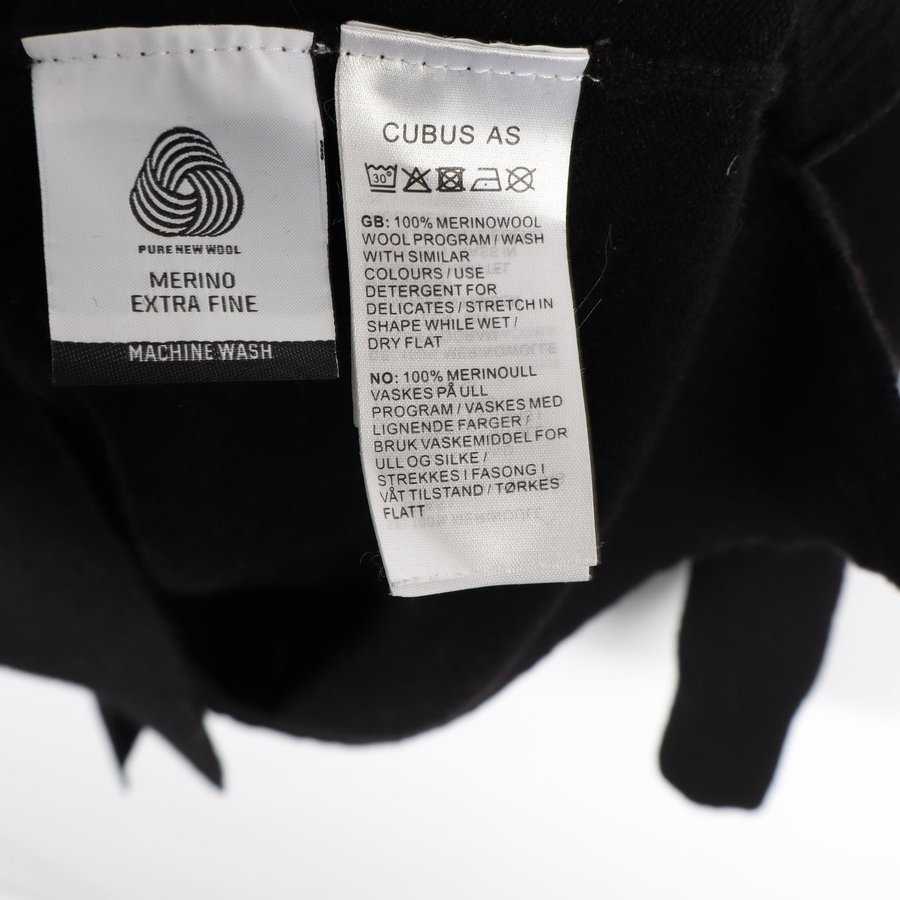 PURE NEW WOOL
MERINO
EXTRA FINE
MACHINE WASH
CUBUS AS
30°
GB: 100% MERINOWOOL
WOOL PROGRAM / WASH
WITH SIMILAR
COLOURS / USE
DETERGENT FOR
DELICATES / STRETCH IN
SHAPE WHILE WET /
DRY FLAT
NO: 100% MERINOULL
VASKES PÅ ULL
PROGRAM / VASKES MED
LIGNENDE FARGER /
BRUK VASKEMIDDEL FOR
ULL OG SILKE /
STREKKES I FASONG I
VÅT TILSTAND / TØRKES
FLATT